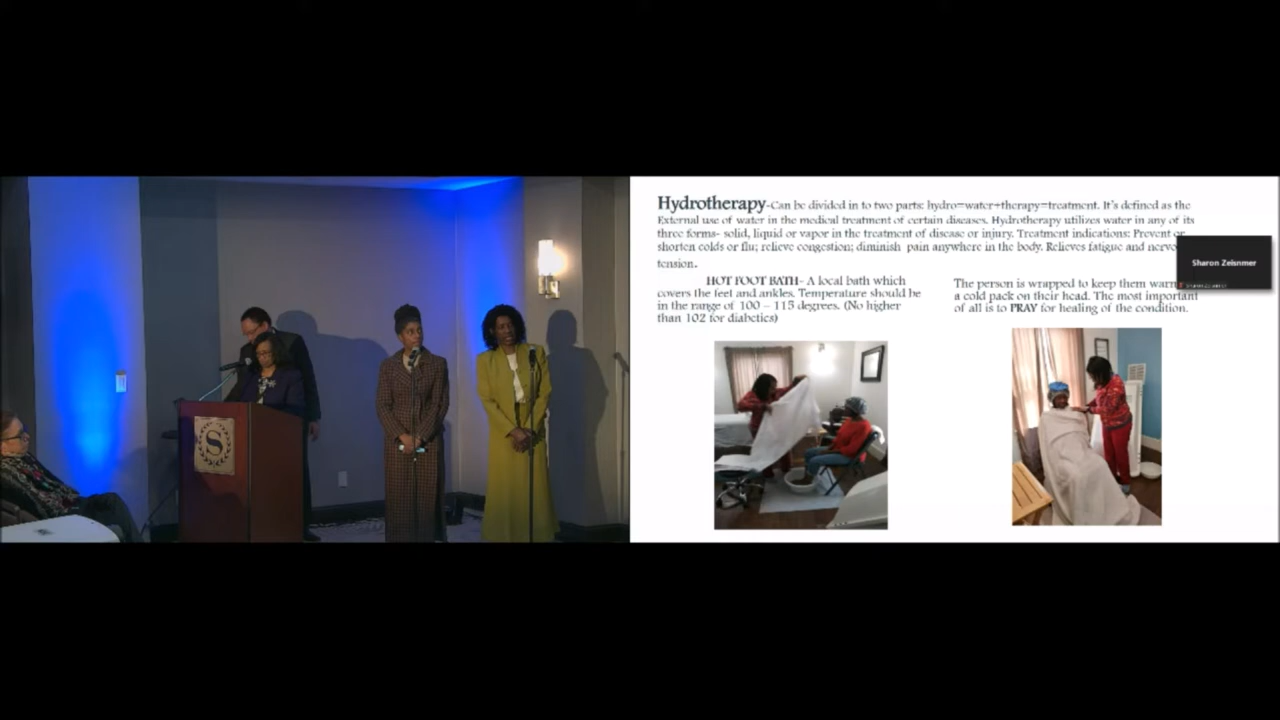 Hydrotherapy-Can be divided in to two parts: hydro=water+therapy=treatment. It's defined as the
External use of water in the medical treatment of certain diseases. Hydrotherapy utilizes water in any of its
three forms- solid, liquid or vapor in the treatment of disease or injury. Treatment indications: Prevent or
shorten colds or flu; relieve congestion; diminish pain anywhere in the body. Relieves fatigue and nervo
tension.
HOT FOOT BATH- A local bath which
covers the feet and ankles. Temperature should be
in the range of 100 – 115 degrees. (No higher
than 102 for diabetics)
The person is wrapped to keep them warm
a cold pack on their head. The most important
of all is to PRAY for healing of the condition.
Sharon Zeisnmer
S